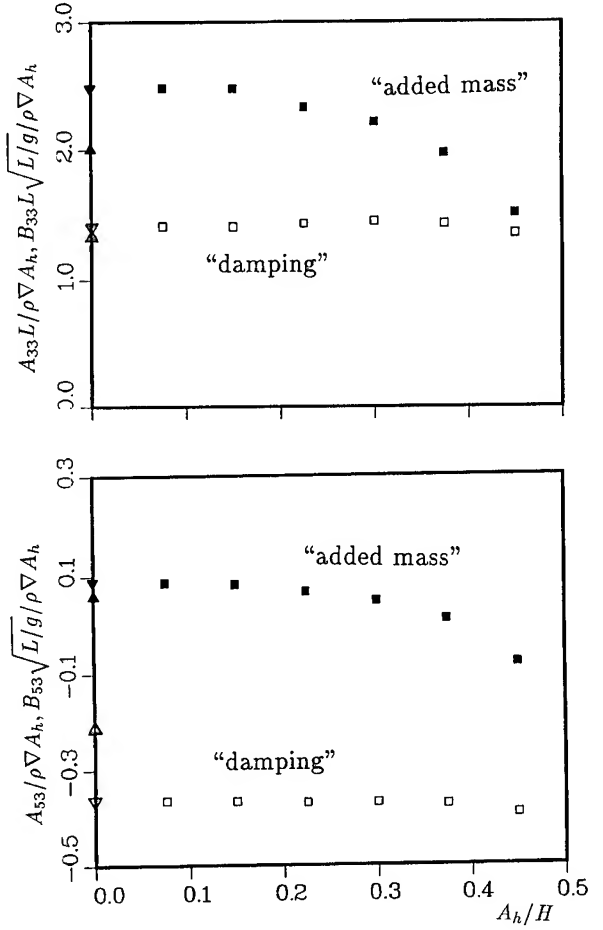 A₃₃L/ρ∇Aₕ, B₃₃L√L/g/ρ∇Aₕ
3.0
2.0
1.0
0.0
"added mass"
"damping"
A₅₃/ρ∇Aₕ, B₅₃√L/g/ρ∇Aₕ
0.3
0.1
−0.1
−0.3
−0.5
"added mass"
"damping"
0.0 0.1 0.2 0.3 0.4 0.5
Aₕ/H